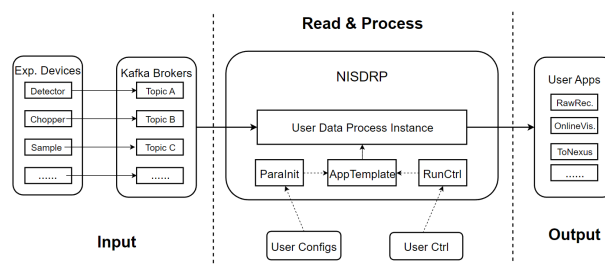 Read & Process
Exp. Devices
Detector
Chopper
Sample
......
Kafka Brokers
Topic A
Topic B
Topic C
......
Input
NISDRP
User Data Process Instance
ParaInit
AppTemplate
RunCtrl
User Configs
User Ctrl
User Apps
RawRec.
OnlineVis.
ToNexus
......
Output